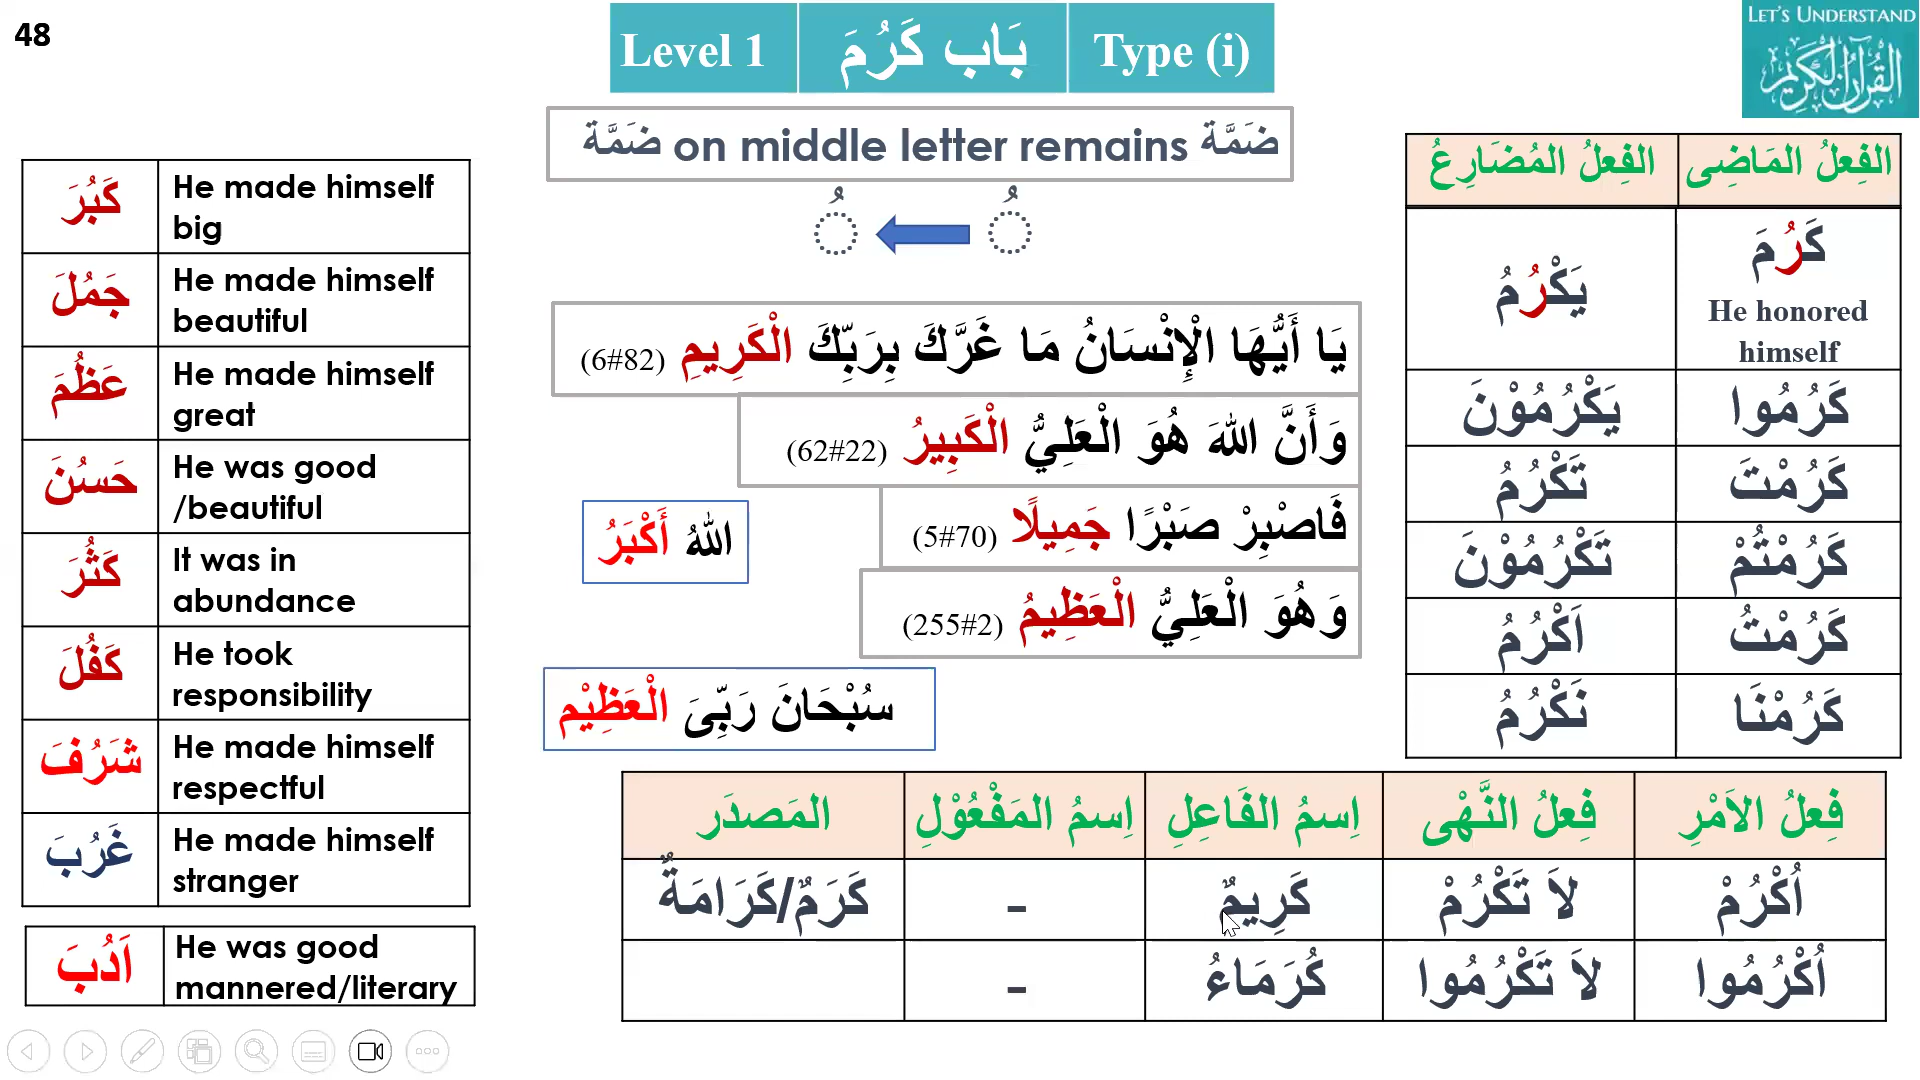 48
Level 1
بَاب كَرُمَ
Type (i)
LET'S UNDERSTAND
القُرآنُ الكَرِيم
ضَمَّة on middle letter remains ضَمَّة
كَبُرَ
He made himself
big
جَمُلَ
He made himself
beautiful
عَظُمَ
He made himself
great
حَسُنَ
He was good
/beautiful
كَثُرَ
It was in
abundance
كَفُلَ
He took
responsibility
شَرُفَ
He made himself
respectful
غَرُبَ
He made himself
stranger
اَدُبَ
He was good
mannered/literary
يَا أَيُّهَا الْإِنْسَانُ مَا غَرَّكَ بِرَبِّكَ الْكَرِيمِ (6#82)
وَأَنَّ اللهَ هُوَ الْعَلِيُّ الْكَبِيرُ (62#22)
فَاصْبِرْ صَبْرًا جَمِيلًا (5#70)
اللهُ أَكْبَرُ
وَهُوَ الْعَلِيُّ الْعَظِيمُ (255#2)
سُبْحَانَ رَبِّىَ الْعَظِيْم
الفِعلُ المَاضِى
الفِعلُ المُضَارِعُ
كَرُمَ
He honored
himself
يَكْرُمُ
كَرُمُوا
يَكْرُمُوْنَ
كَرُمْتَ
تَكْرُمُ
كَرُمْتُمْ
تَكْرُمُوْنَ
كَرُمْتُ
اَكْرُمُ
كَرُمْنَا
نَكْرُمُ
فِعلُ الاَمْرِ
فِعلُ النَّهْى
اِسمُ الفَاعِلِ
اِسمُ المَفْعُوْلِ
المَصدَر
اُكْرُمْ
لاَ تَكْرُمْ
كَرِيمٌ
-
كَرَمٌ/كَرَامَةٌ
اُكْرُمُوا
لاَ تَكْرُمُوا
كُرَمَاءُ
-